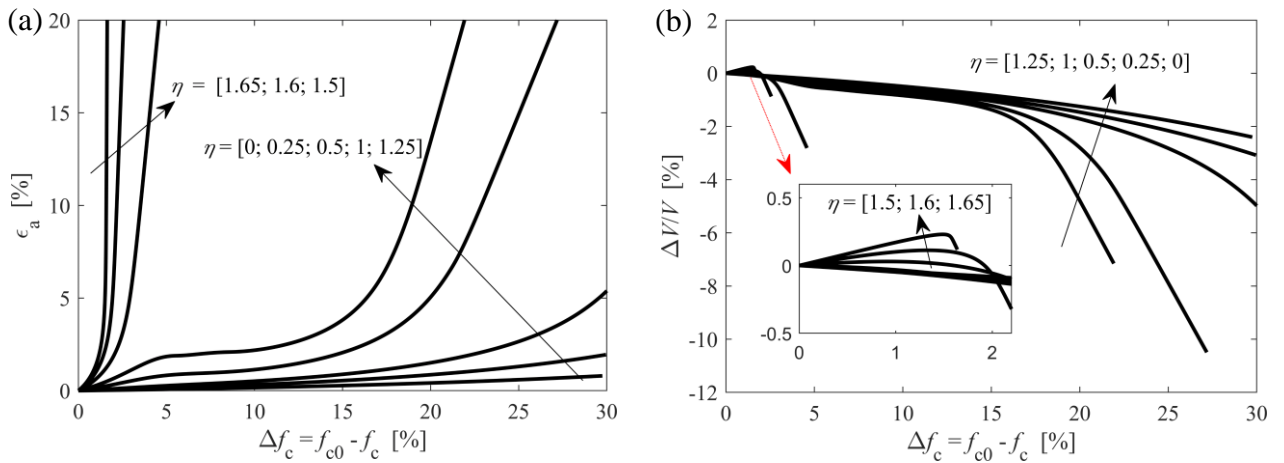 (a)
20
15
10
5
0
ϵa [%]
η = [1.65; 1.6; 1.5]
η = [0; 0.25; 0.5; 1; 1.25]
0 5 10 15 20 25 30
Δfc = fc0 - fc [%]
(b)
2
0
-2
-4
-6
-8
-10
-12
ΔV/V [%]
η = [1.25; 1; 0.5; 0.25; 0]
0.5
0
-0.5
η = [1.5; 1.6; 1.65]
0 1 2
0 5 10 15 20 25 30
Δfc = fc0 - fc [%]